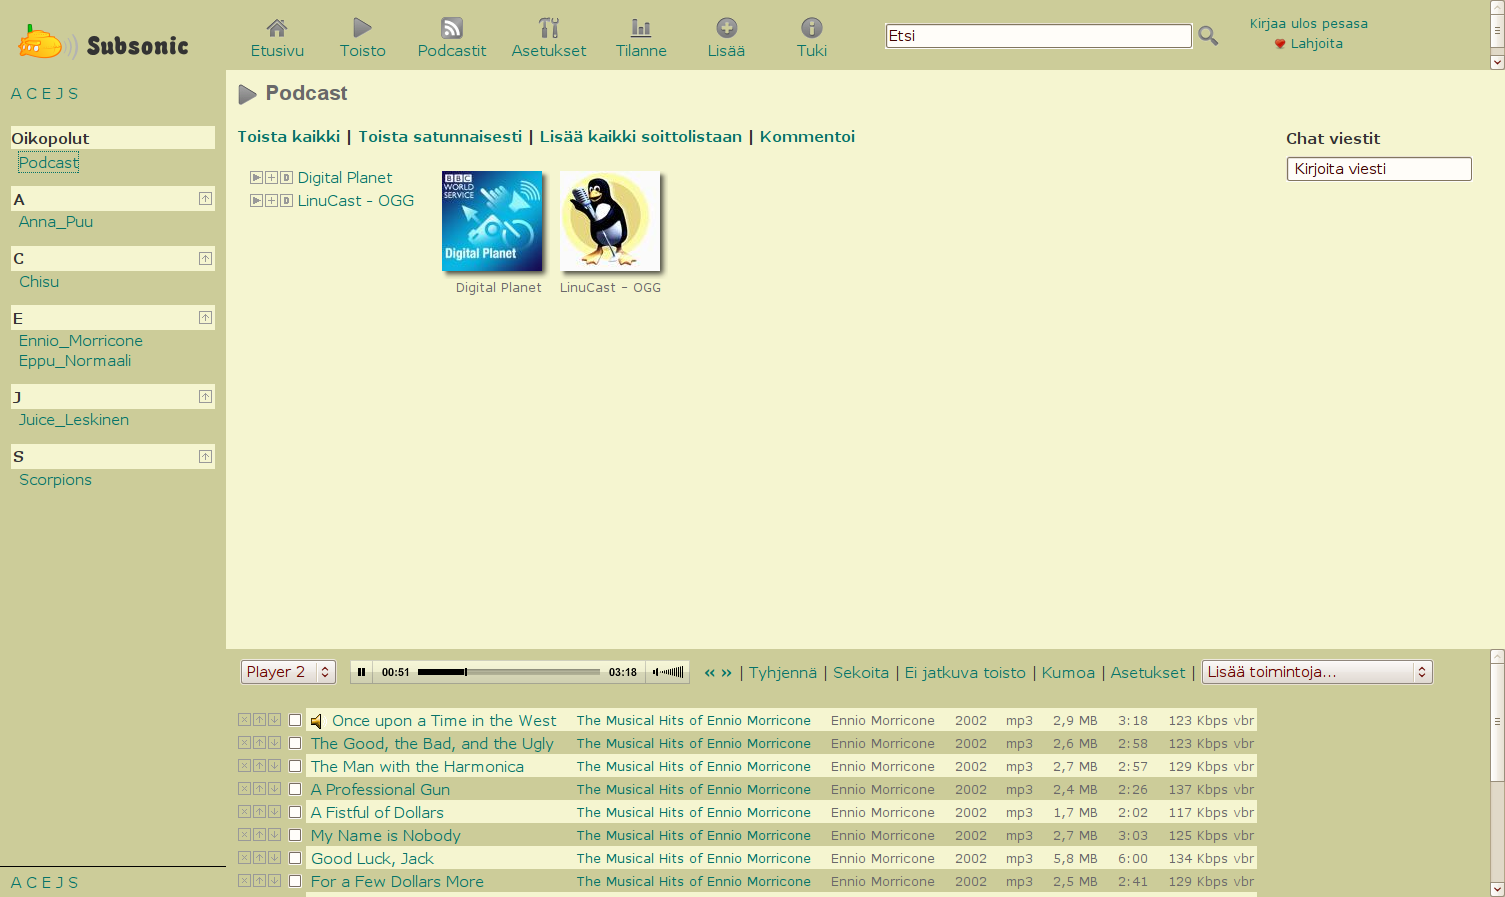 Subsonic
Etusivu Toisto Podcastit Asetukset Tilanne Lisää Tuki
Etsi
Kirjaa ulos pesasa
Lahjoita
A C E J S
Oikopolut
Podcast
A
Anna_Puu
C
Chisu
E
Ennio_Morricone
Eppu_Normaali
J
Juice_Leskinen
S
Scorpions
A C E J S
Podcast
Toista kaikki | Toista satunnaisesti | Lisää kaikki soittolistaan | Kommentoi
D Digital Planet
D LinuCast - OGG
BBC
WORLD
SERVICE
Digital Planet
Digital Planet
LinuCast - OGG
Chat viestit
Kirjoita viesti
Player 2 00:51 03:18 « » | Tyhjennä | Sekoita | Ei jatkuva toisto | Kumoa | Asetukset | Lisää toimintoja...
Once upon a Time in the West The Musical Hits of Ennio Morricone Ennio Morricone 2002 mp3 2,9 MB 3:18 123 Kbps vbr
The Good, the Bad, and the Ugly The Musical Hits of Ennio Morricone Ennio Morricone 2002 mp3 2,6 MB 2:58 123 Kbps vbr
The Man with the Harmonica The Musical Hits of Ennio Morricone Ennio Morricone 2002 mp3 2,7 MB 2:57 129 Kbps vbr
A Professional Gun The Musical Hits of Ennio Morricone Ennio Morricone 2002 mp3 2,4 MB 2:26 137 Kbps vbr
A Fistful of Dollars The Musical Hits of Ennio Morricone Ennio Morricone 2002 mp3 1,7 MB 2:02 117 Kbps vbr
My Name is Nobody The Musical Hits of Ennio Morricone Ennio Morricone 2002 mp3 2,7 MB 3:03 125 Kbps vbr
Good Luck, Jack The Musical Hits of Ennio Morricone Ennio Morricone 2002 mp3 5,8 MB 6:00 134 Kbps vbr
For a Few Dollars More The Musical Hits of Ennio Morricone Ennio Morricone 2002 mp3 2,5 MB 2:41 129 Kbps vbr